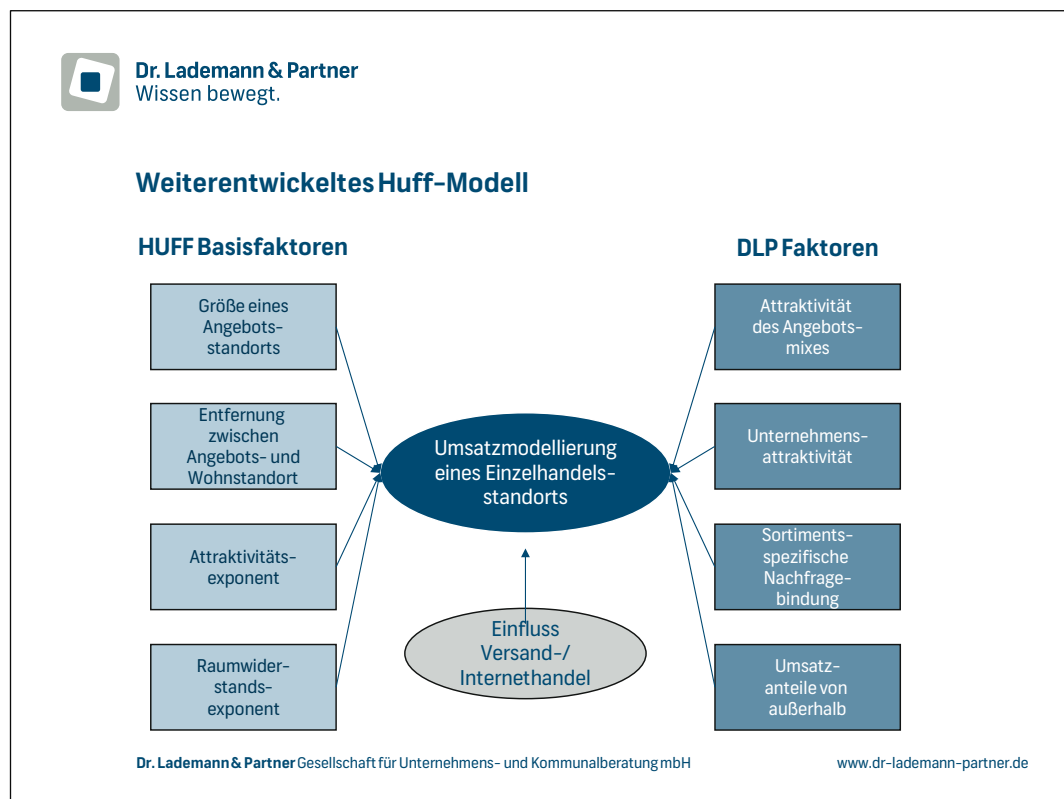 Dr. Lademann & Partner
Wissen bewegt.
Weiterentwickeltes Huff-Modell
HUFF Basisfaktoren
DLP Faktoren
Größe eines
Angebots-
standorts
Entfernung
zwischen
Angebots- und
Wohnstandort
Attraktivitäts-
exponent
Raumwider-
stands-
exponent
Umsatzmodellierung
eines Einzelhandels-
standorts
Einfluss
Versand-/
Internethandel
Attraktivität
des Angebots-
mixes
Unternehmens-
attraktivität
Sortiments-
spezifische
Nachfrage-
bindung
Umsatz-
anteile von
außerhalb
Dr. Lademann & Partner Gesellschaft für Unternehmens- und Kommunalberatung mbH
www.dr-lademann-partner.de